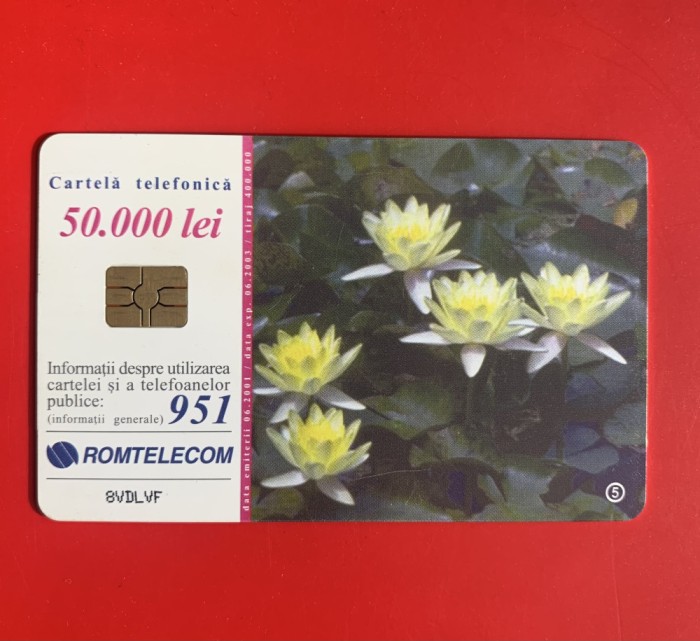 Cartelă telefonică
50.000 lei
Informații despre utilizarea
cartelei și a telefoanelor
publice:
(informații generale) 951
ROMTELECOM
8VDLVF
data emiterii 06.2001 / data exp. 06.2003 / tiraj 400.000
5